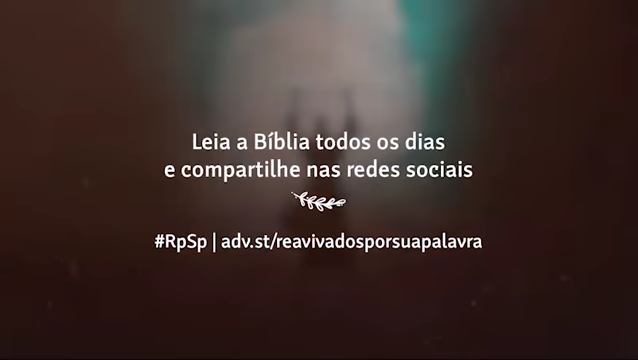 Leia a Bíblia todos os dias
e compartilhe nas redes sociais
#RpSp | adv.st/reavivadosporsuapalavra